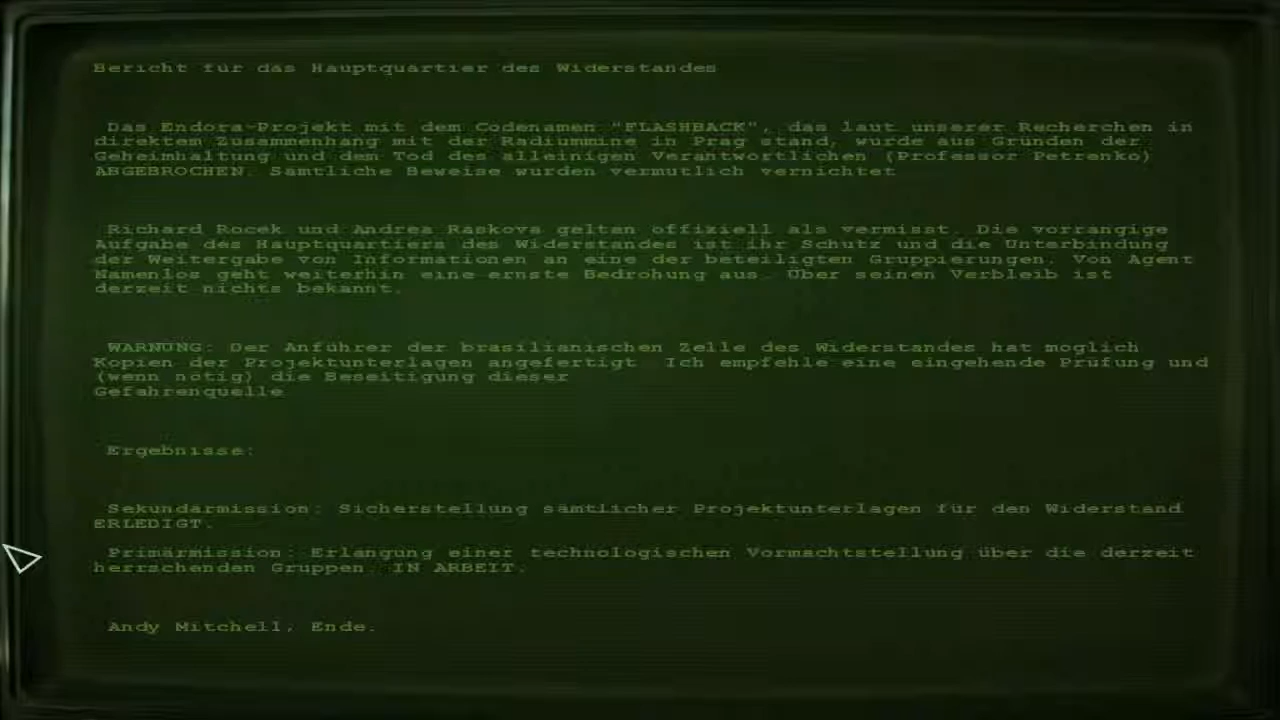 Bericht für das Hauptquartier des Widerstandes
Das Endora-Projekt mit dem Codenamen "FLASHBACK", das laut unserer Recherchen in
direktem Zusammenhang mit der Radiummine in Prag stand, wurde aus Gründen der
Geheimhaltung und dem Tod des alleinigen Verantwortlichen (Professor Petrenko)
ABGEBROCHEN. Sämtliche Beweise wurden vermutlich vernichtet
Richard Rocek und Andrea Raskova gelten offiziell als vermisst. Die vorrangige
Aufgabe des Hauptquartiers des Widerstandes ist ihr Schutz und die Unterbindung
der Weitergabe von Informationen an eine der beteiligten Gruppierungen. Von Agent
Namenlos geht weiterhin eine ernste Bedrohung aus. Über seinen Verbleib ist
derzeit nichts bekannt.
WARNUNG: Der Anführer der brasilianischen Zelle des Widerstandes hat möglich
Kopien der Projektunterlagen angefertigt. Ich empfehle eine eingehende Prüfung und
(wenn nötig) die Beseitigung dieser
Gefahrenquelle
Ergebnisse:
Sekundärmission: Sicherstellung sämtlicher Projektunterlagen für den Widerstand
ERLEDIGT.
Primärmission: Erlangung einer technologischen Vormachtstellung über die derzeit
herrschenden Gruppen. IN ARBEIT.
Andy Mitchell, Ende.